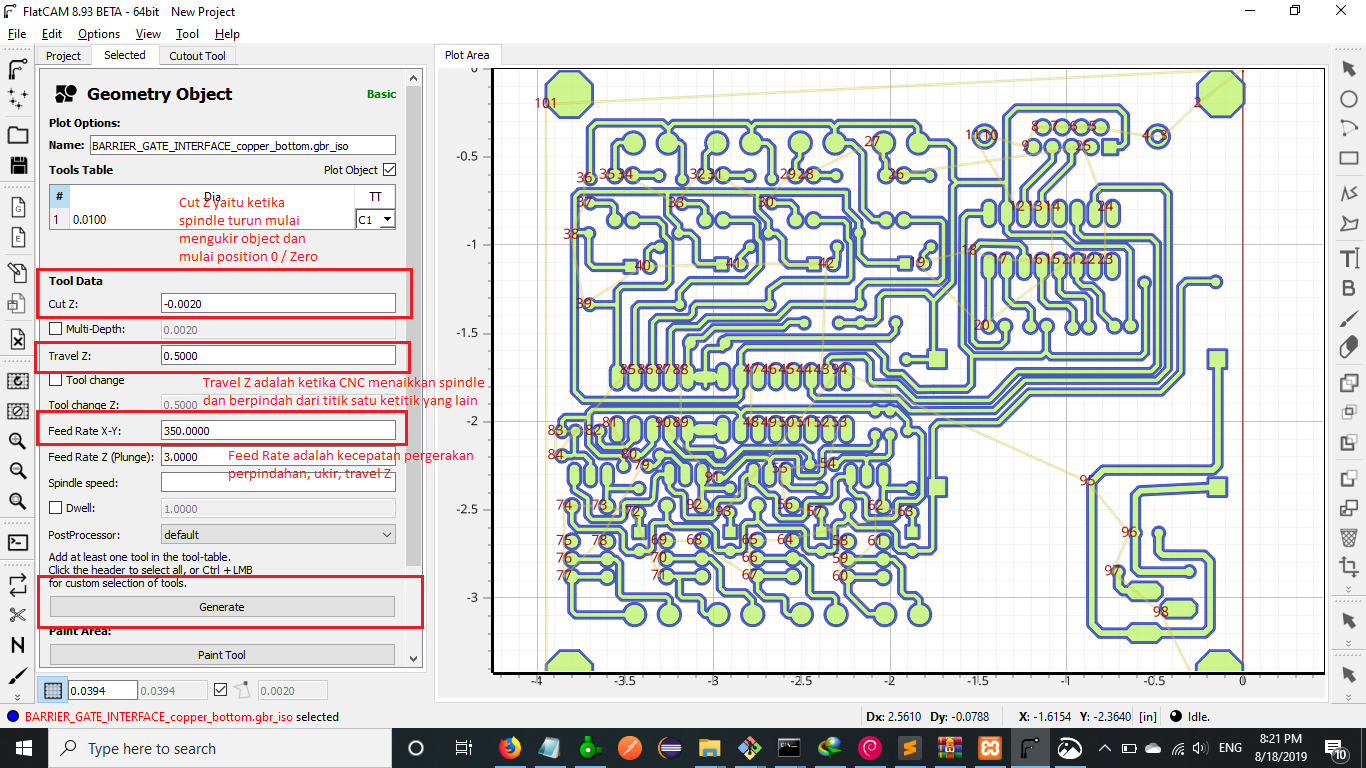 FlatCAM 8.93 BETA - 64bit    New Project
File Edit Options View Tool Help
Project Selected Cutout Tool
Plot Area
Geometry Object Basic
Plot Options:
Name: BARRIER_GATE_INTERFACE_copper_bottom.gbr_iso
Tools Table Plot Object
# Dia TT
1 0.0100 C1
Cut Z yaitu ketika
spindle turun mulai
mengukir object dan
mulai position 0 / Zero
Tool Data
Cut Z: -0.0020
Multi-Depth: 0.0020
Travel Z: 0.5000
Tool change
Travel Z adalah ketika CNC menaikkan spindle
dan berpindah dari titik satu ketitik yang lain
Tool change Z: 0.5000
Feed Rate X-Y: 350.0000
Feed Rate Z (Plunge): 3.0000
Feed Rate adalah kecepatan pergerakan
perpindahan, ukir, travel Z
Spindle speed:
Dwell: 1.0000
PostProcessor: default
Add at least one tool in the tool-table.
Click the header to select all, or Ctrl + LMB
for custom selection of tools.
Generate
Paint Area:
Paint Tool
0
-0.5
-1
-1.5
-2
-2.5
-3
-4 -3.5 -3 -2.5 -2 -1.5 -1 -0.5 0
101 2
27 1110 8 7 6 5 4 3
9 25
36 35 34 32 31 29 28 26
37 33 30 12 13 14 24
38 40 41 42 19 18
17 16 15 21 22 23
39 20
85 86 87 88 47 46 45 44 43 94
83 82 81 90 89 48 49 50 51 52 53
84 80 79 91 55 54 95
74 73 72 92 93 56 57 62 63
96
75 78 69 68 65 64 58 61
76 70 66 59 97
77 71 67 60
98
0.0394 0.0394 0.0020
BARRIER_GATE_INTERFACE_copper_bottom.gbr_iso selected
Dx: 2.5610 Dy: -0.0788 X: -1.6154 Y: -2.3640 [in] Idle.
Type here to search
ENG
8:21 PM
8/18/2019
10